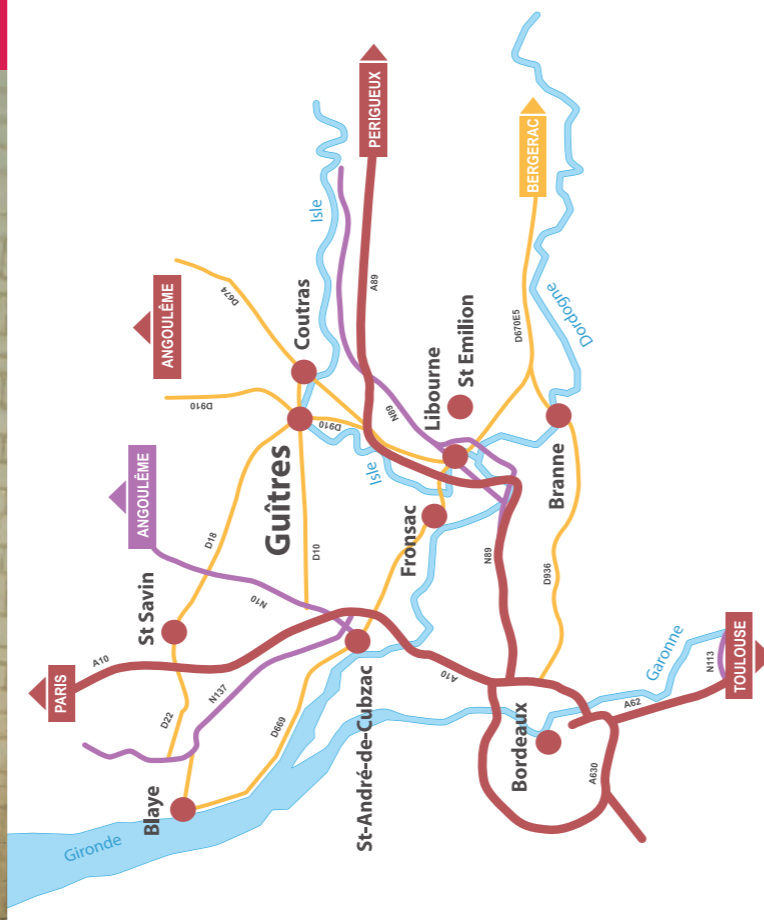 PERIGUEUX
BERGERAC
Isle
ANGOULÊME
D674
A89
Coutras
Dordogne
D670E5
St Emilion
D910
D910
Libourne
N89
ANGOULÊME
Guîtres
Isle
Branne
D18
D10
Fronsac
N89
D936
St Savin
N10
PARIS
A10
St-André-de-Cubzac
A10
Garonne
N113
TOULOUSE
N137
D22
D669
A62
Bordeaux
A630
Blaye
Gironde